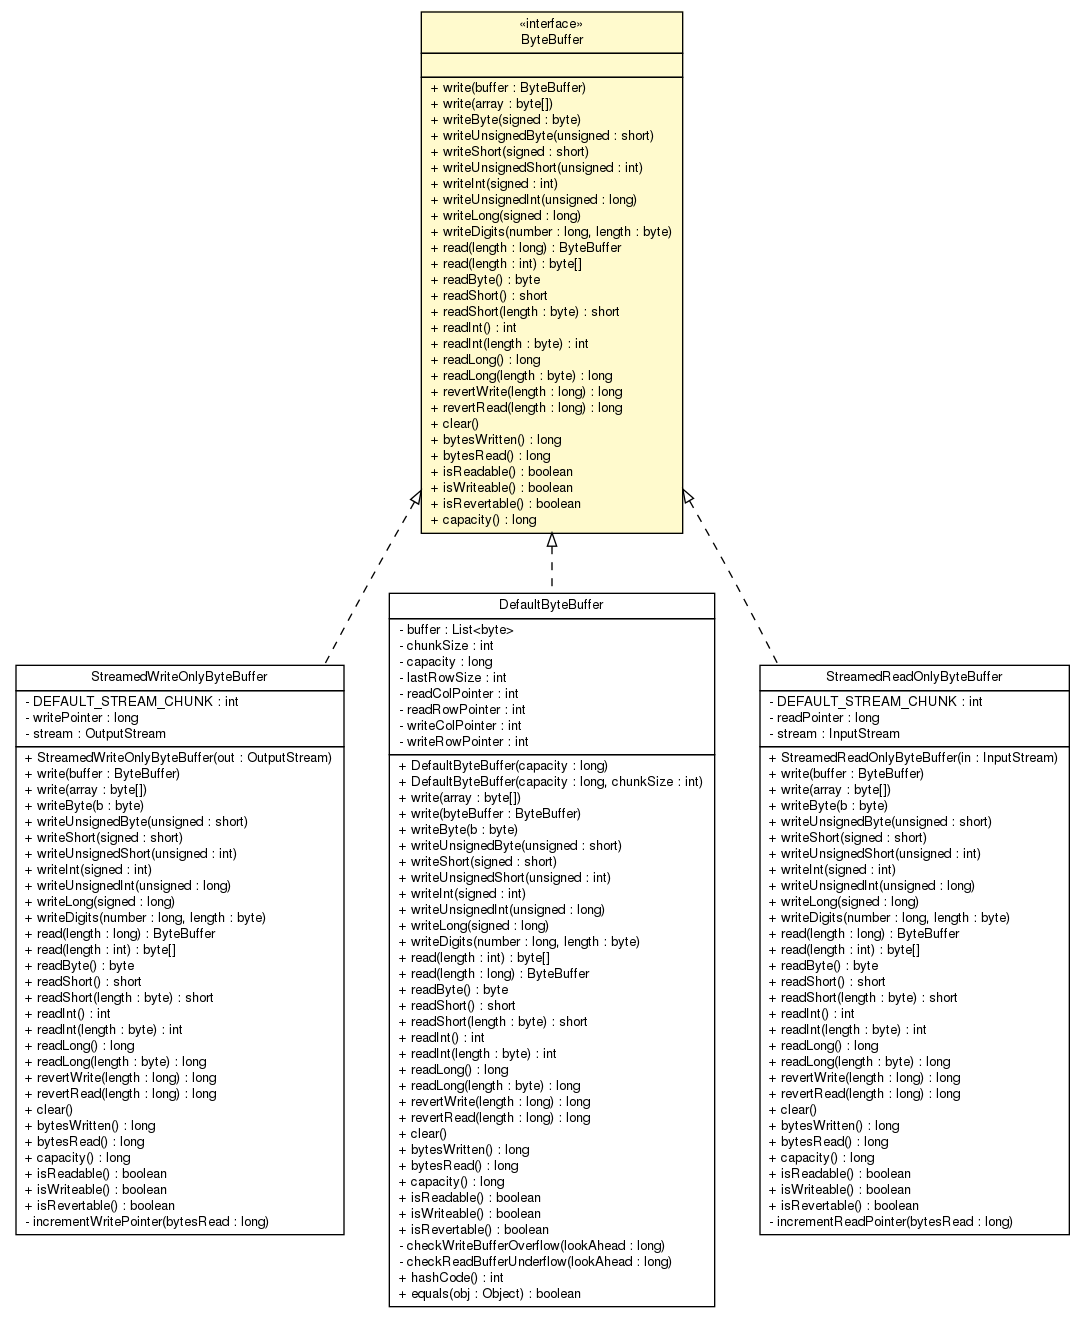 «interface»
ByteBuffer
+ write(buffer : ByteBuffer)
+ write(array : byte[])
+ writeByte(signed : byte)
+ writeUnsignedByte(unsigned : short)
+ writeShort(signed : short)
+ writeUnsignedShort(unsigned : int)
+ writeInt(signed : int)
+ writeUnsignedInt(unsigned : long)
+ writeLong(signed : long)
+ writeDigits(number : long, length : byte)
+ read(length : long) : ByteBuffer
+ read(length : int) : byte[]
+ readByte() : byte
+ readShort() : short
+ readShort(length : byte) : short
+ readInt() : int
+ readInt(length : byte) : int
+ readLong() : long
+ readLong(length : byte) : long
+ revertWrite(length : long) : long
+ revertRead(length : long) : long
+ clear()
+ bytesWritten() : long
+ bytesRead() : long
+ isReadable() : boolean
+ isWriteable() : boolean
+ isRevertable() : boolean
+ capacity() : long
StreamedWriteOnlyByteBuffer
- DEFAULT_STREAM_CHUNK : int
- writePointer : long
- stream : OutputStream
+ StreamedWriteOnlyByteBuffer(out : OutputStream)
+ write(buffer : ByteBuffer)
+ write(array : byte[])
+ writeByte(b : byte)
+ writeUnsignedByte(unsigned : short)
+ writeShort(signed : short)
+ writeUnsignedShort(unsigned : int)
+ writeInt(signed : int)
+ writeUnsignedInt(unsigned : long)
+ writeLong(signed : long)
+ writeDigits(number : long, length : byte)
+ read(length : long) : ByteBuffer
+ read(length : int) : byte[]
+ readByte() : byte
+ readShort() : short
+ readShort(length : byte) : short
+ readInt() : int
+ readInt(length : byte) : int
+ readLong() : long
+ readLong(length : byte) : long
+ revertWrite(length : long) : long
+ revertRead(length : long) : long
+ clear()
+ bytesWritten() : long
+ bytesRead() : long
+ capacity() : long
+ isReadable() : boolean
+ isWriteable() : boolean
+ isRevertable() : boolean
- incrementWritePointer(bytesRead : long)
DefaultByteBuffer
- buffer : List<byte>
- chunkSize : int
- capacity : long
- lastRowSize : int
- readColPointer : int
- readRowPointer : int
- writeColPointer : int
- writeRowPointer : int
+ DefaultByteBuffer(capacity : long)
+ DefaultByteBuffer(capacity : long, chunkSize : int)
+ write(array : byte[])
+ write(byteBuffer : ByteBuffer)
+ writeByte(b : byte)
+ writeUnsignedByte(unsigned : short)
+ writeShort(signed : short)
+ writeUnsignedShort(unsigned : int)
+ writeInt(signed : int)
+ writeUnsignedInt(unsigned : long)
+ writeLong(signed : long)
+ writeDigits(number : long, length : byte)
+ read(length : int) : byte[]
+ read(length : long) : ByteBuffer
+ readByte() : byte
+ readShort() : short
+ readShort(length : byte) : short
+ readInt() : int
+ readInt(length : byte) : int
+ readLong() : long
+ readLong(length : byte) : long
+ revertWrite(length : long) : long
+ revertRead(length : long) : long
+ clear()
+ bytesWritten() : long
+ bytesRead() : long
+ capacity() : long
+ isReadable() : boolean
+ isWriteable() : boolean
+ isRevertable() : boolean
- checkWriteBufferOverflow(lookAhead : long)
- checkReadBufferUnderflow(lookAhead : long)
+ hashCode() : int
+ equals(obj : Object) : boolean
StreamedReadOnlyByteBuffer
- DEFAULT_STREAM_CHUNK : int
- readPointer : long
- stream : InputStream
+ StreamedReadOnlyByteBuffer(in : InputStream)
+ write(buffer : ByteBuffer)
+ write(array : byte[])
+ writeByte(b : byte)
+ writeUnsignedByte(unsigned : short)
+ writeShort(signed : short)
+ writeUnsignedShort(unsigned : int)
+ writeInt(signed : int)
+ writeUnsignedInt(unsigned : long)
+ writeLong(signed : long)
+ writeDigits(number : long, length : byte)
+ read(length : long) : ByteBuffer
+ read(length : int) : byte[]
+ readByte() : byte
+ readShort() : short
+ readShort(length : byte) : short
+ readInt() : int
+ readInt(length : byte) : int
+ readLong() : long
+ readLong(length : byte) : long
+ revertWrite(length : long) : long
+ revertRead(length : long) : long
+ clear()
+ bytesWritten() : long
+ bytesRead() : long
+ capacity() : long
+ isReadable() : boolean
+ isWriteable() : boolean
+ isRevertable() : boolean
- incrementReadPointer(bytesRead : long)